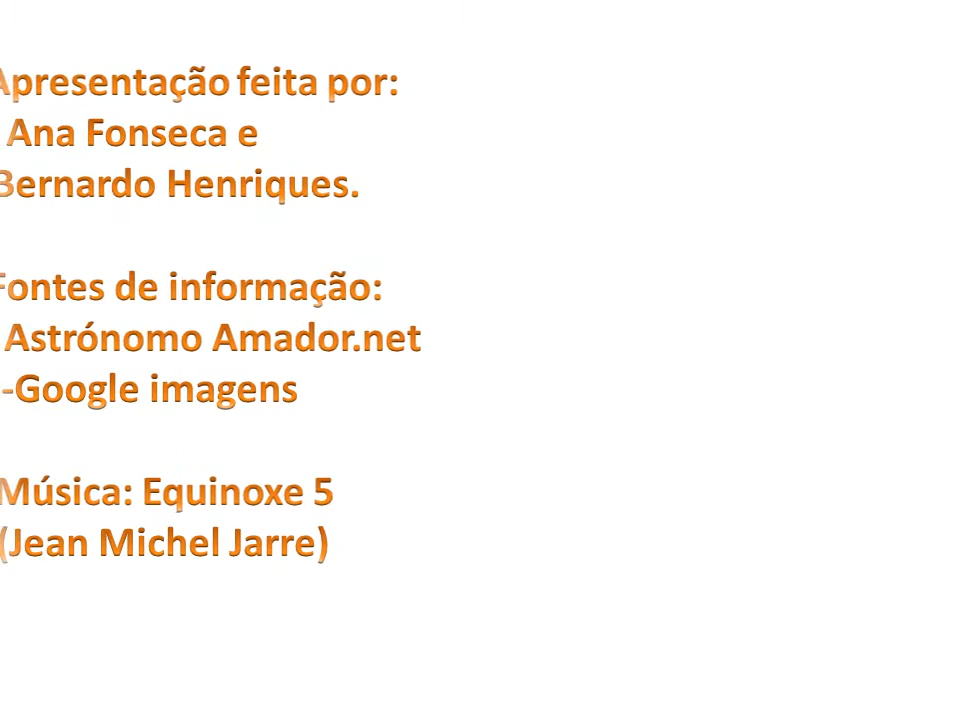 Apresentação feita por:
Ana Fonseca e
Bernardo Henriques.
Fontes de informação:
Astrónomo Amador.net
-Google imagens
Música: Equinoxe 5
(Jean Michel Jarre)